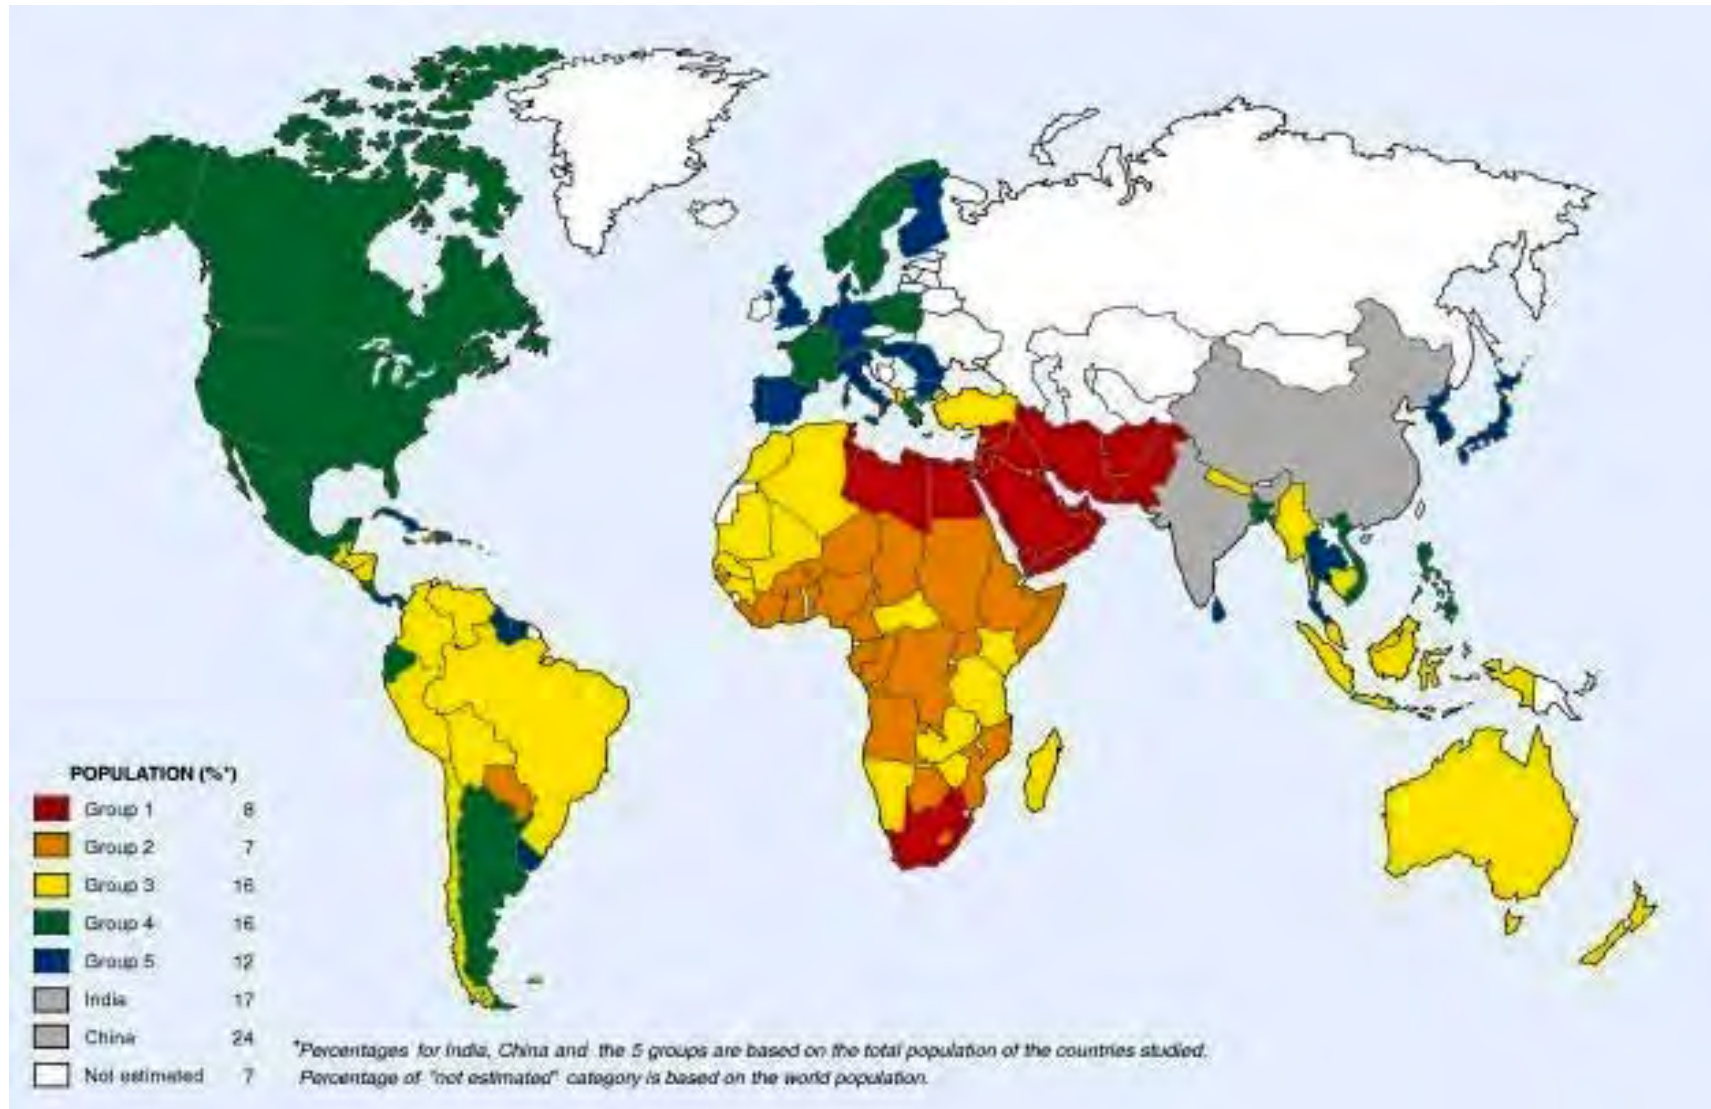 POPULATION (%*)
Group 1 8
Group 2 7
Group 3 16
Group 4 16
Group 5 12
India 17
China 24
Not estimated 7
*Percentages for India, China and the 5 groups are based on the total population of the countries studied.
Percentage of "not estimated" category is based on the world population.